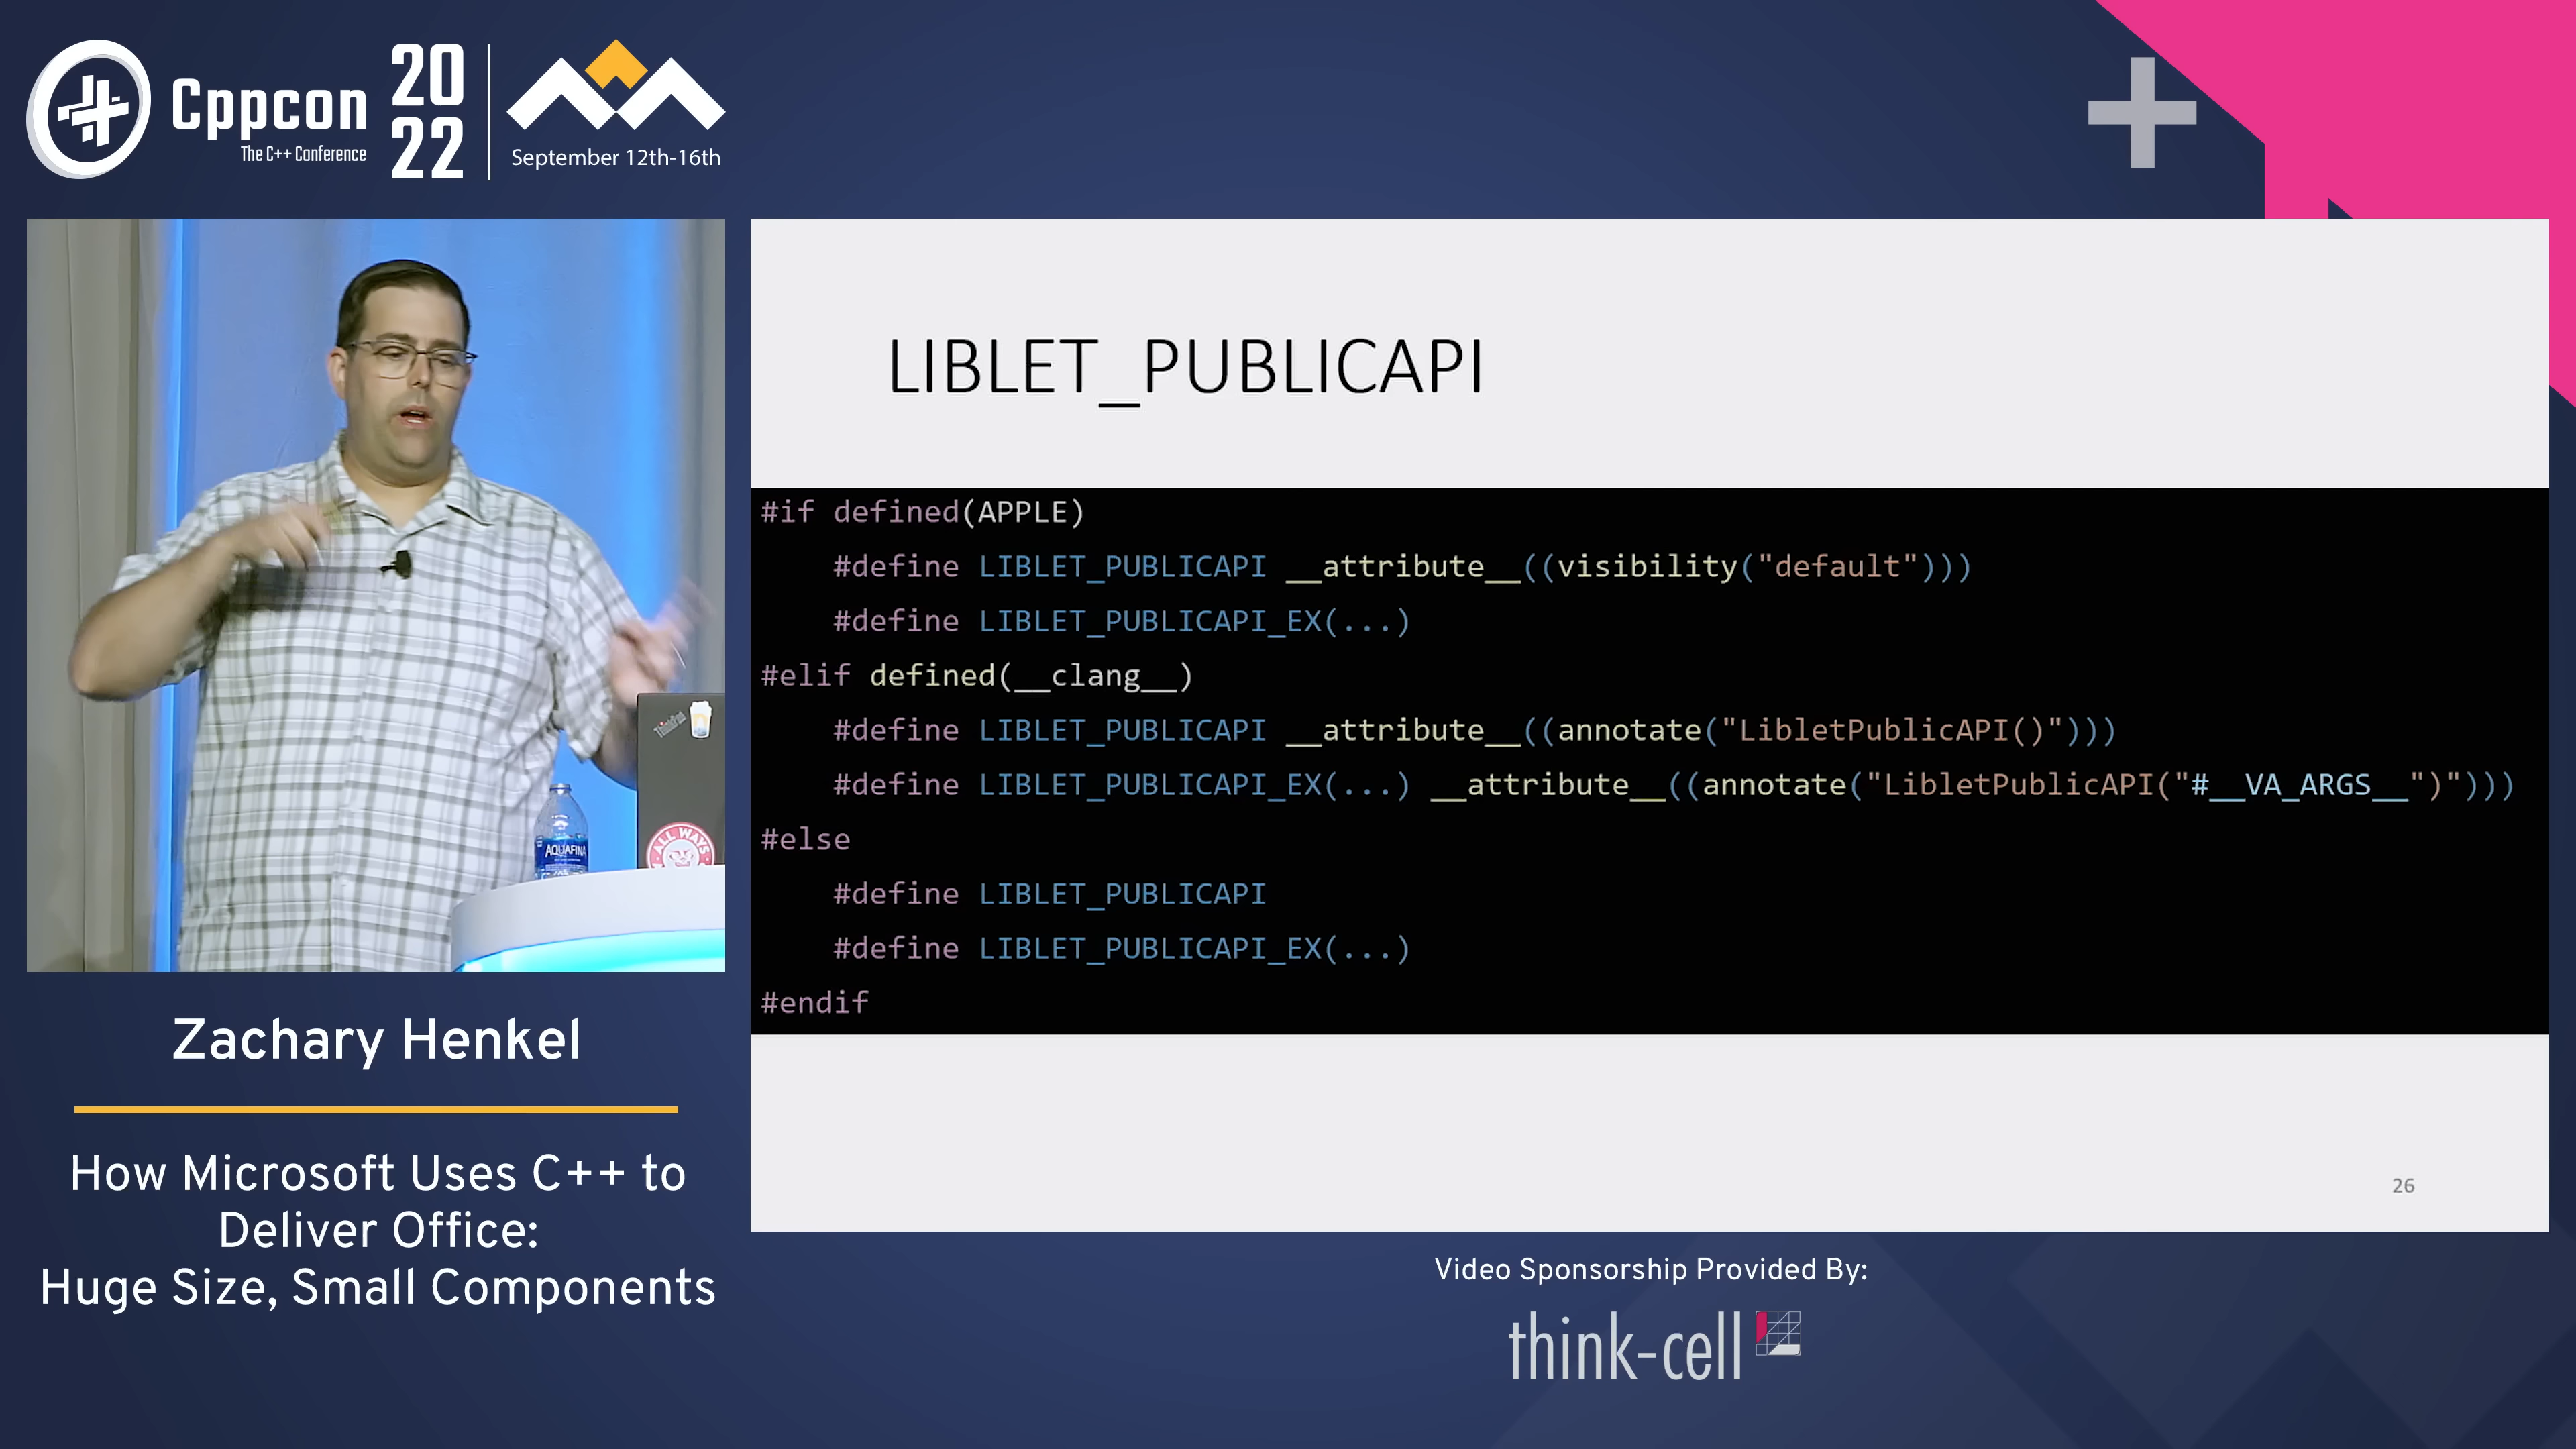 Cppcon
The C++ Conference
20
22
September 12th-16th
LIBLET_PUBLICAPI
#if defined(APPLE)
#define LIBLET_PUBLICAPI __attribute__((visibility("default")))
#define LIBLET_PUBLICAPI_EX(...)
#elif defined(__clang__)
#define LIBLET_PUBLICAPI __attribute__((annotate("LibletPublicAPI()")))
#define LIBLET_PUBLICAPI_EX(...) __attribute__((annotate("LibletPublicAPI("#__VA_ARGS__")")))
#else
#define LIBLET_PUBLICAPI
#define LIBLET_PUBLICAPI_EX(...)
#endif
26
AQUAFINA
ALL WAYS
Zachary Henkel
How Microsoft Uses C++ to
Deliver Office:
Huge Size, Small Components
Video Sponsorship Provided By:
think-cell